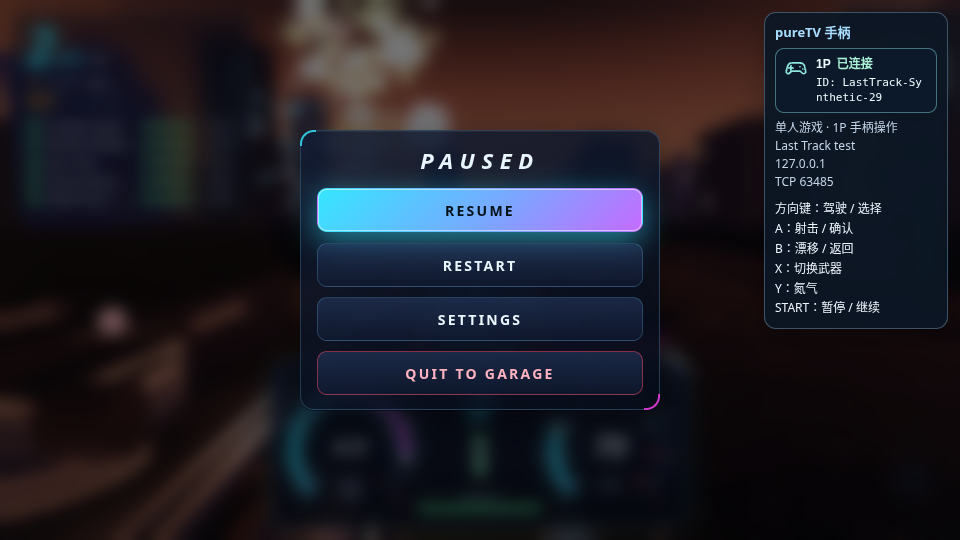 PAUSED
RESUME
RESTART
SETTINGS
QUIT TO GARAGE
pureTV 手柄
1P 已连接
ID: LastTrack-Sy
nthetic-29
单人游戏 · 1P 手柄操作
Last Track test
127.0.0.1
TCP 63485
方向键：驾驶 / 选择
A：射击 / 确认
B：漂移 / 返回
X：切换武器
Y：氮气
START：暂停 / 继续